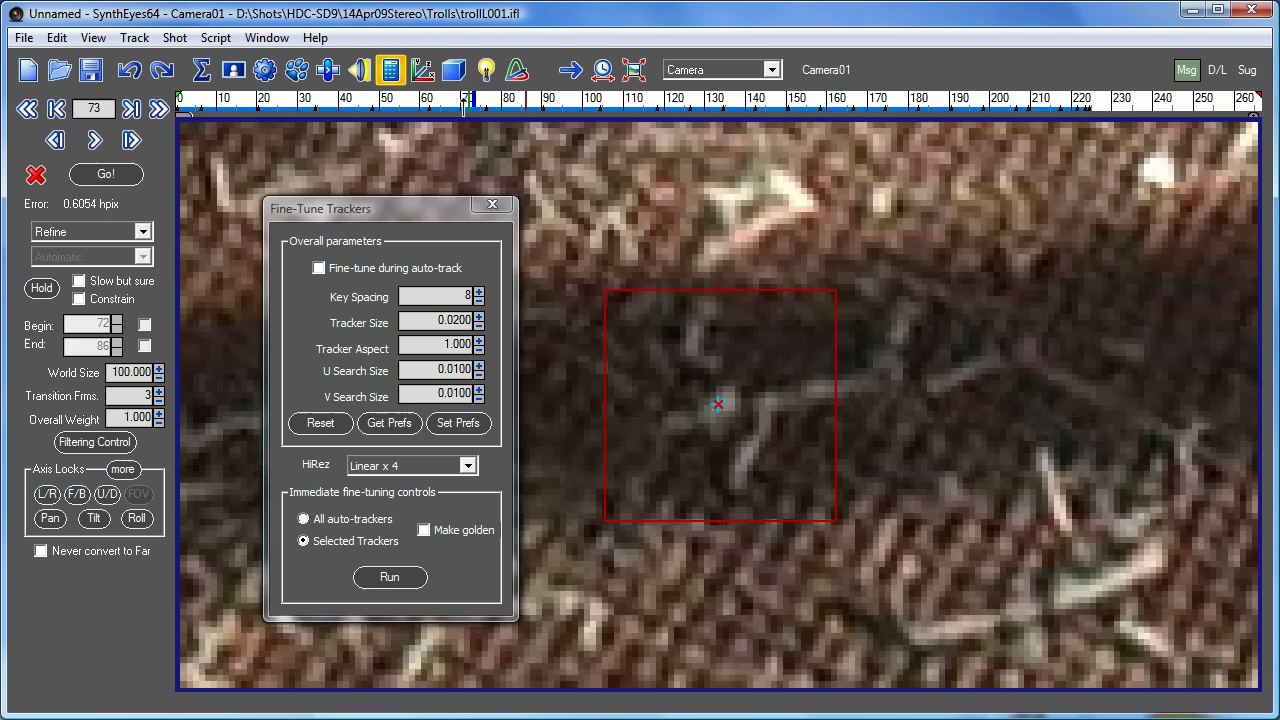 Unnamed - SynthEyes64 - Camera01 - D:\Shots\HDC-SD9\14Apr09Stereo\Trolls\trollL001.ifl
File Edit View Track Shot Script Window Help
Camera Camera01 Msg D/L Sug
73
0 10 20 30 40 50 60 80 90 100 110 120 130 140 150 160 170 180 190 200 210 220 230 240 250 260
Go!
Error: 0.6054 hpix
Refine
Automatic
Hold
Slow but sure
Constrain
Begin: 72
End: 86
World Size 100.000
Transition Frms. 3
Overall Weight 1.000
Filtering Control
Axis Locks more
L/R F/B U/D FOV
Pan Tilt Roll
Never convert to Far
Fine-Tune Trackers
Overall parameters
Fine-tune during auto-track
Key Spacing 8
Tracker Size 0.0200
Tracker Aspect 1.000
U Search Size 0.0100
V Search Size 0.0100
Reset Get Prefs Set Prefs
HiRez Linear x 4
Immediate fine-tuning controls
All auto-trackers
Make golden
Selected Trackers
Run